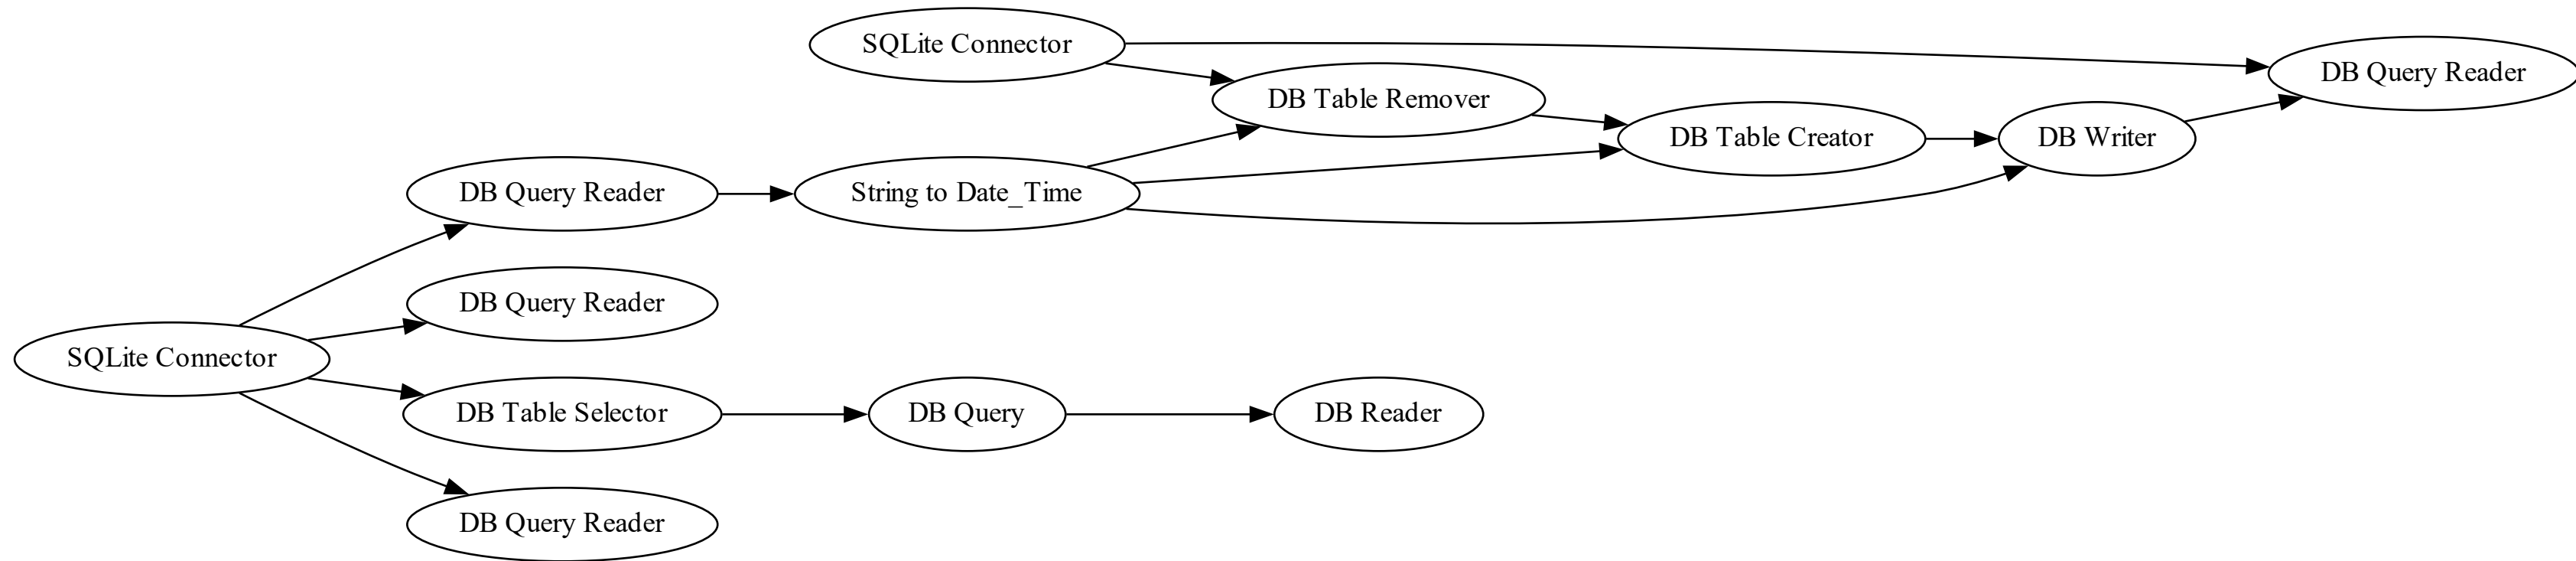 SQLite Connector
DB Query Reader
DB Table Remover
DB Table Creator
DB Writer
DB Query Reader
String to Date_Time
DB Query Reader
SQLite Connector
DB Table Selector
DB Query
DB Reader
DB Query Reader